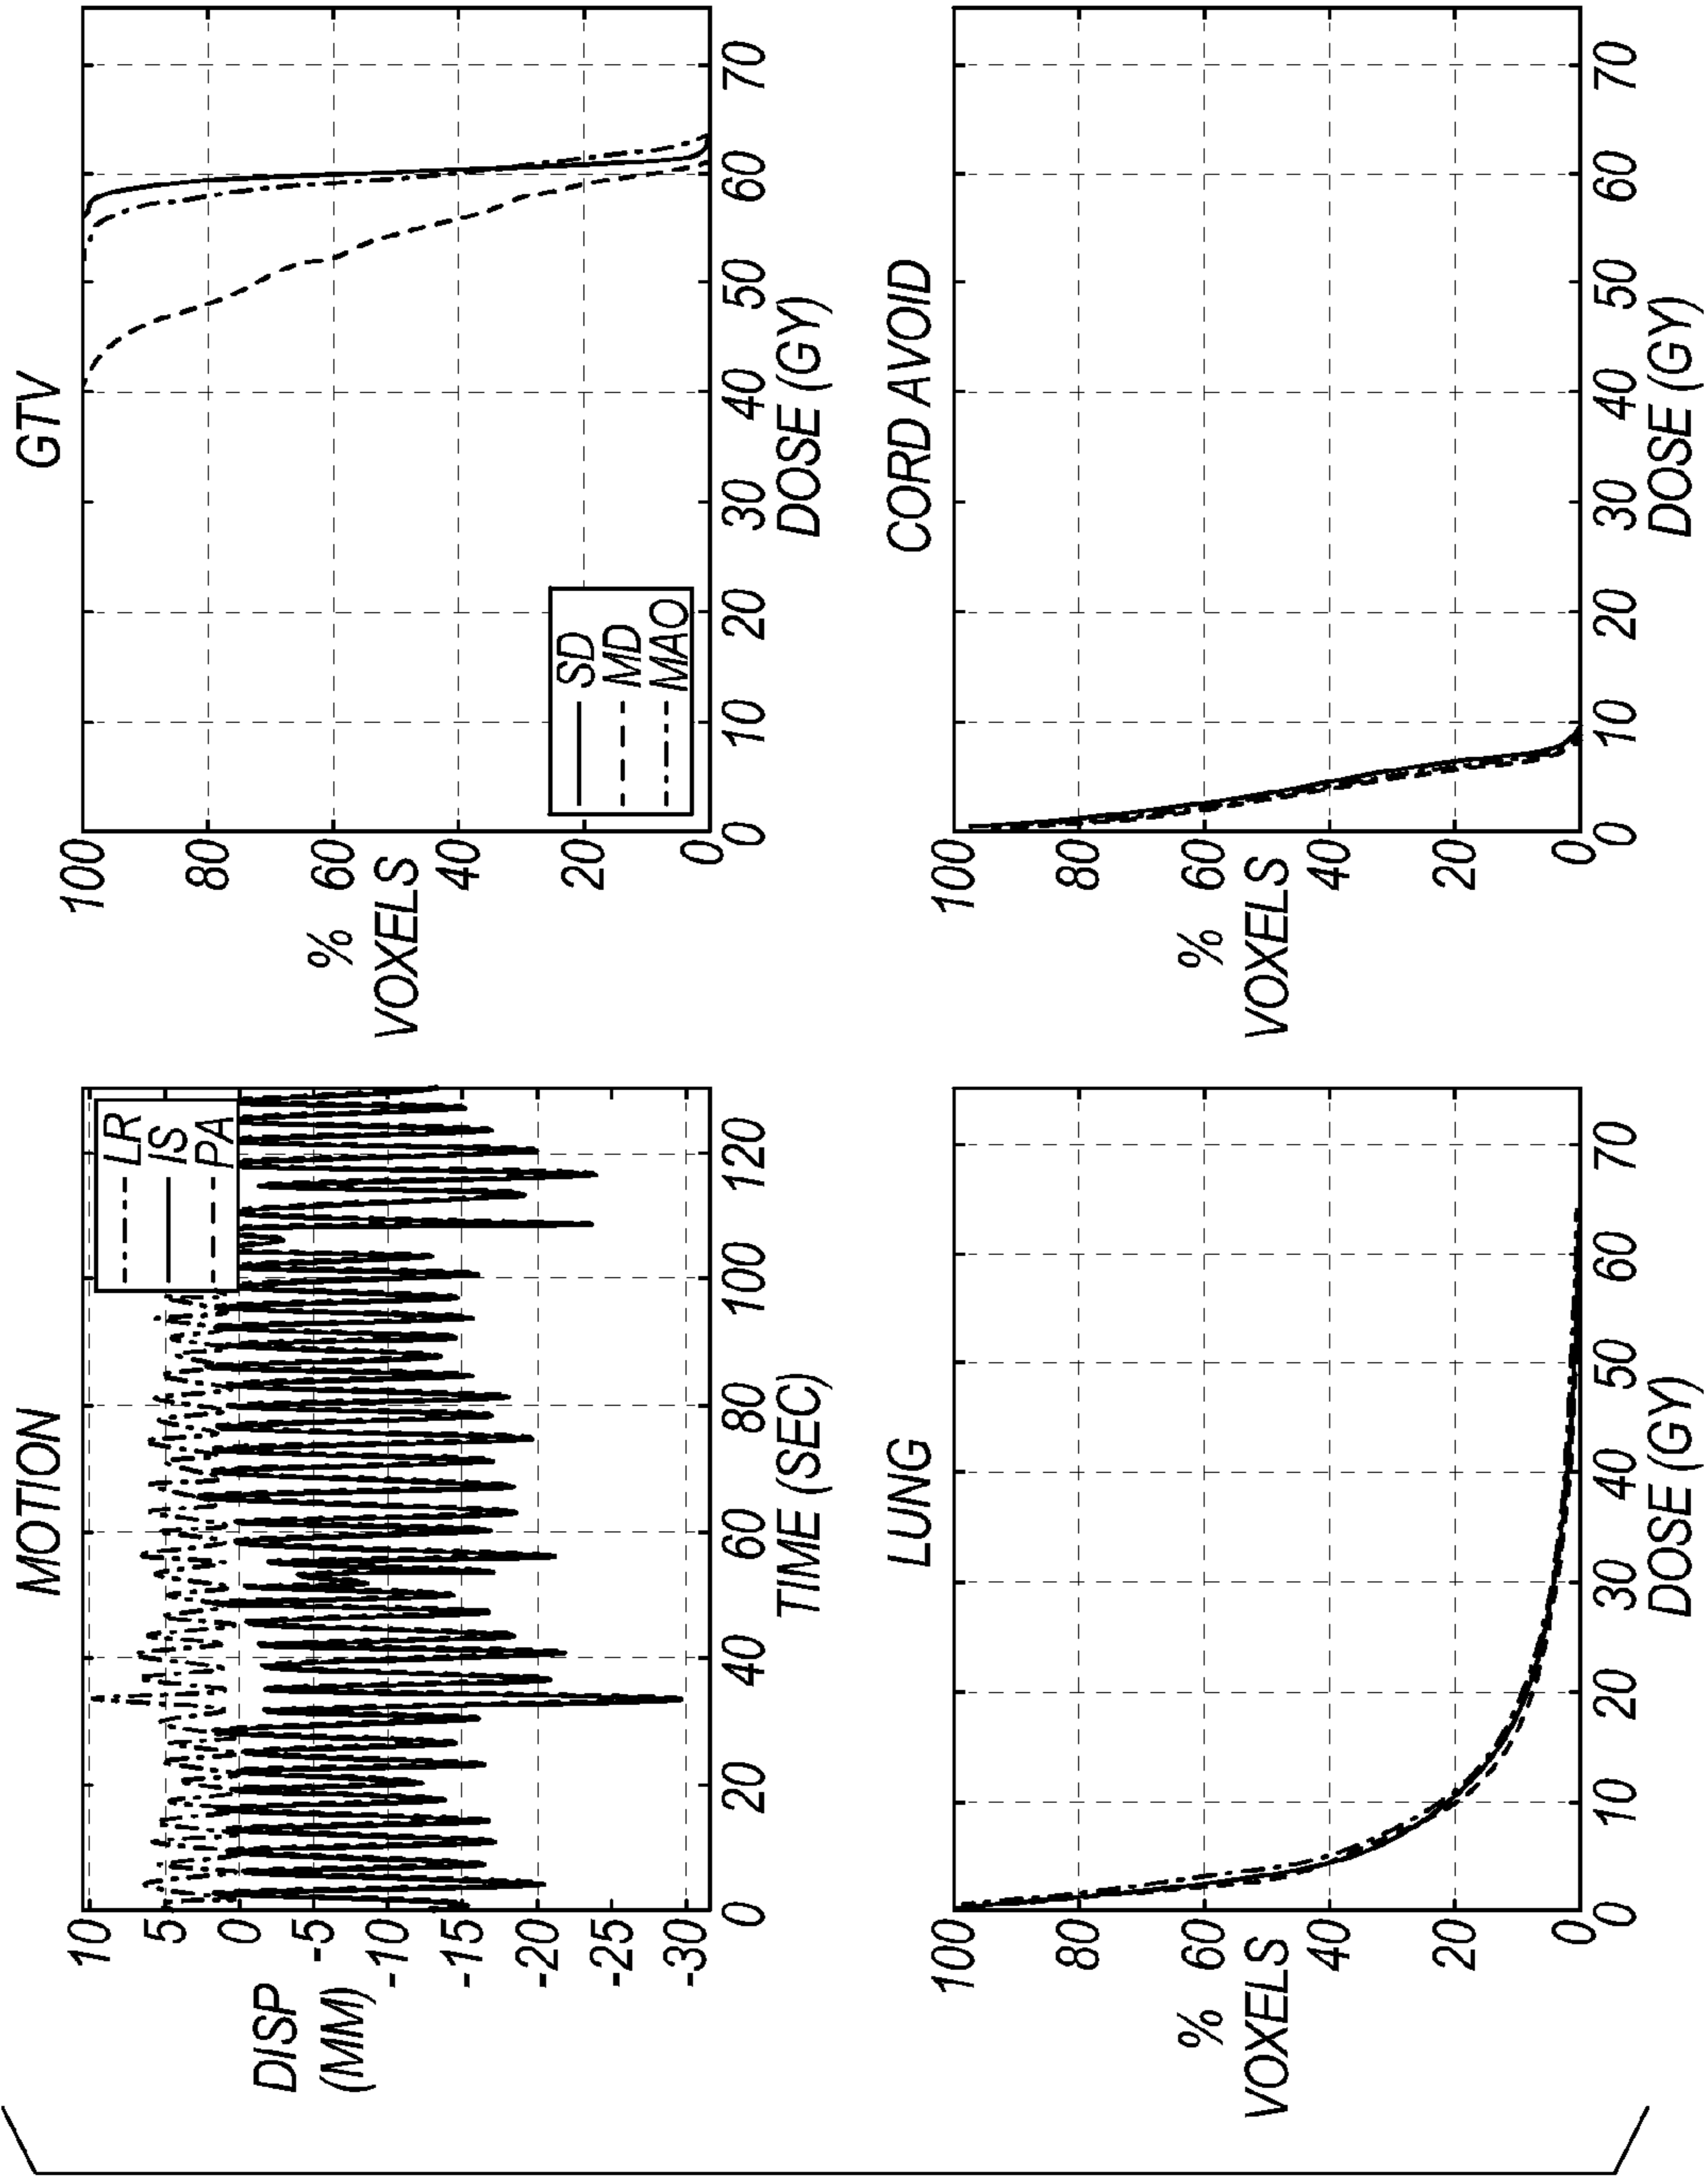 MOTION
DISP
(MM)
10
5
0
-5
-10
-15
-20
-25
-30
0 20 40 60 80 100 120
TIME (SEC)
LR
IS
PA
GTV
%
VOXELS
100
80
60
40
20
0
0 10 20 30 40 50 60 70
DOSE (GY)
SD
MD
MAO
LUNG
%
VOXELS
100
80
60
40
20
0
0 10 20 30 40 50 60 70
DOSE (GY)
CORD AVOID
%
VOXELS
100
80
60
40
20
0
0 10 20 30 40 50 60 70
DOSE (GY)